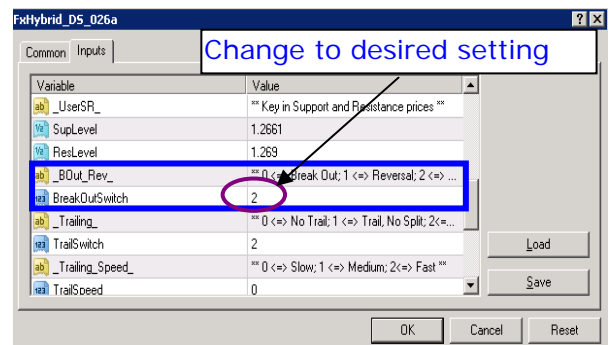 FxHybrid_DS_026a
Common Inputs
Change to desired setting
Variable Value
_UserSR_ ** Key in Support and Resistance prices **
SupLevel 1.2661
ResLevel 1.269
_BOut_Rev_ ** 0 <=> Break Out; 1 <=> Reversal; 2 <=> ...
BreakOutSwitch 2
_Trailing_ ** 0 <=> No Trail; 1 <=> Trail, No Split; 2<=...
TrailSwitch 2
_Trailing_Speed_ ** 0 <=> Slow; 1 <=> Medium; 2<=> Fast **
TrailSpeed 0
Load
Save
OK Cancel Reset